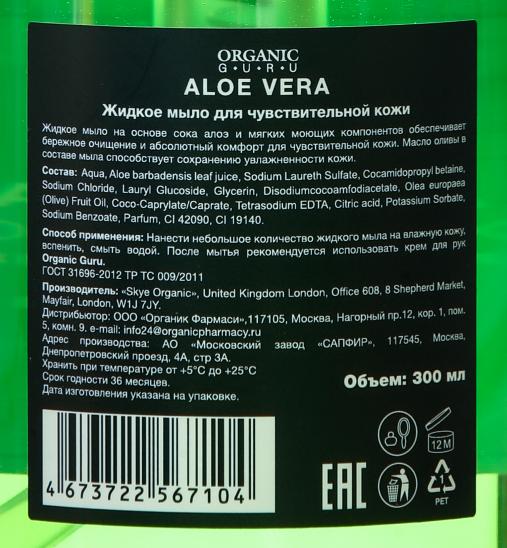 ORGANIC
G·U·R·U
ALOE VERA
Жидкое мыло для чувствительной кожи
Жидкое мыло на основе сока алоэ и мягких моющих компонентов обеспечивает
бережное очищение и абсолютный комфорт для чувствительной кожи. Масло оливы в
составе мыла способствует сохранению увлажненности кожи.
Состав: Aqua, Aloe barbadensis leaf juice, Sodium Laureth Sulfate, Cocamidopropyl betaine,
Sodium Chloride, Lauryl Glucoside, Glycerin, Disodiumcocoamfodiacetate, Olea europaea
(Olive) Fruit Oil, Coco-Caprylate/Caprate, Tetrasodium EDTA, Citric acid, Potassium Sorbate,
Sodium Benzoate, Parfum, CI 42090, CI 19140.
Способ применения: Нанести небольшое количество жидкого мыла на влажную кожу,
вспенить, смыть водой. После мытья рекомендуется использовать крем для рук
Organic Guru.
ГОСТ 31696-2012 ТР ТС 009/2011
Производитель: «Skye Organic», United Kingdom London, Office 608, 8 Shepherd Market,
Mayfair, London, W1J 7JY.
Дистрибьютор: ООО «Органик Фармаси»,117105, Москва, Нагорный пр.12, кор. 1, пом.
5, комн. 9. e-mail: info24@organicpharmacy.ru
Адрес производства: АО «Московский завод «САПФИР», 117545, Москва,
Днепропетровский проезд, 4А, стр 3А.
Хранить при температуре от +5°C до +25°C
Срок годности 36 месяцев.
Дата изготовления указана на упаковке.
Объем: 300 мл
4 673722 567104
EAC
12 M
1
PET